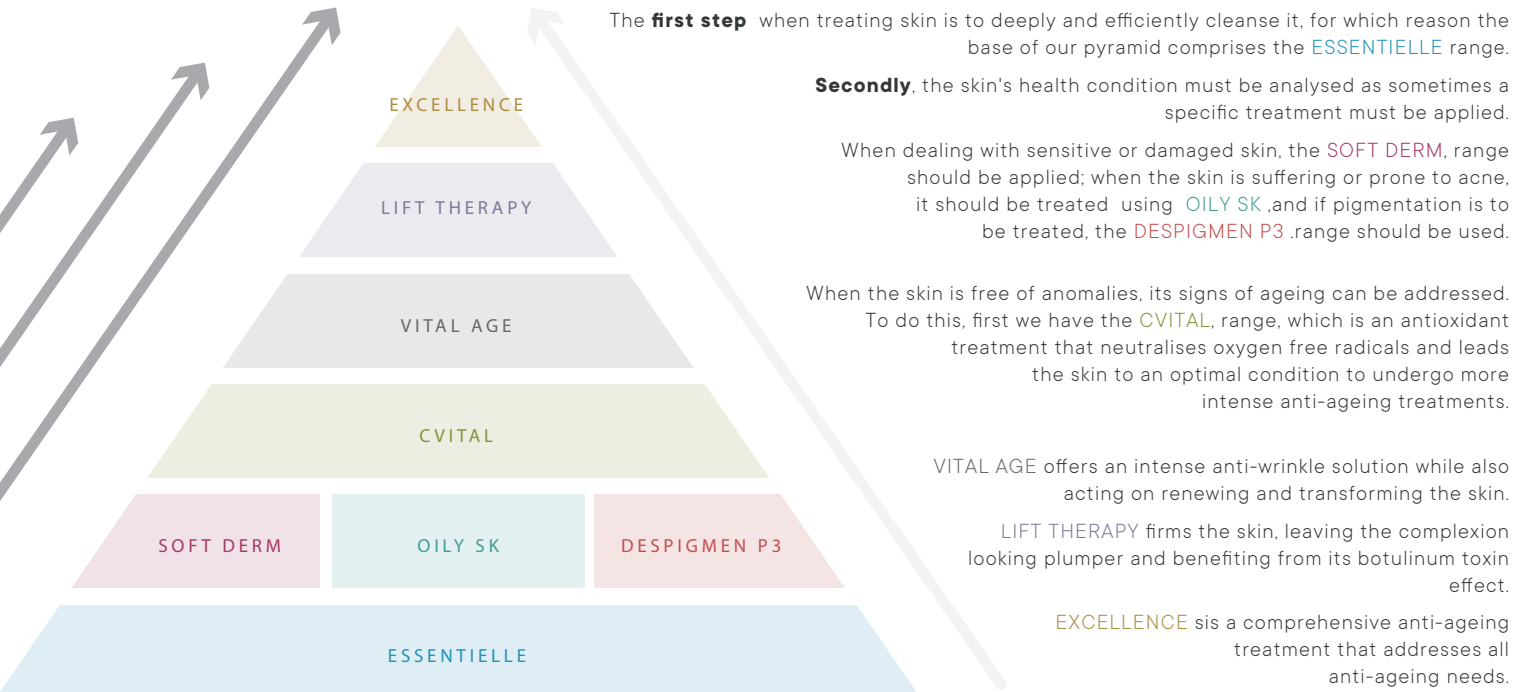 EXCELLENCE
LIFT THERAPY
VITAL AGE
CVITAL
SOFT DERM
OILY SK
DESPIGMEN P3
ESSENTIELLE
The first step when treating skin is to deeply and efficiently cleanse it, for which reason the
base of our pyramid comprises the ESSENTIELLE range.
Secondly, the skin's health condition must be analysed as sometimes a
specific treatment must be applied.
When dealing with sensitive or damaged skin, the SOFT DERM, range
should be applied; when the skin is suffering or prone to acne,
it should be treated using OILY SK ,and if pigmentation is to
be treated, the DESPIGMEN P3 .range should be used.
When the skin is free of anomalies, its signs of ageing can be addressed.
To do this, first we have the CVITAL, range, which is an antioxidant
treatment that neutralises oxygen free radicals and leads
the skin to an optimal condition to undergo more
intense anti-ageing treatments.
VITAL AGE offers an intense anti-wrinkle solution while also
acting on renewing and transforming the skin.
LIFT THERAPY firms the skin, leaving the complexion
looking plumper and benefiting from its botulinum toxin
effect.
EXCELLENCE sis a comprehensive anti-ageing
treatment that addresses all
anti-ageing needs.